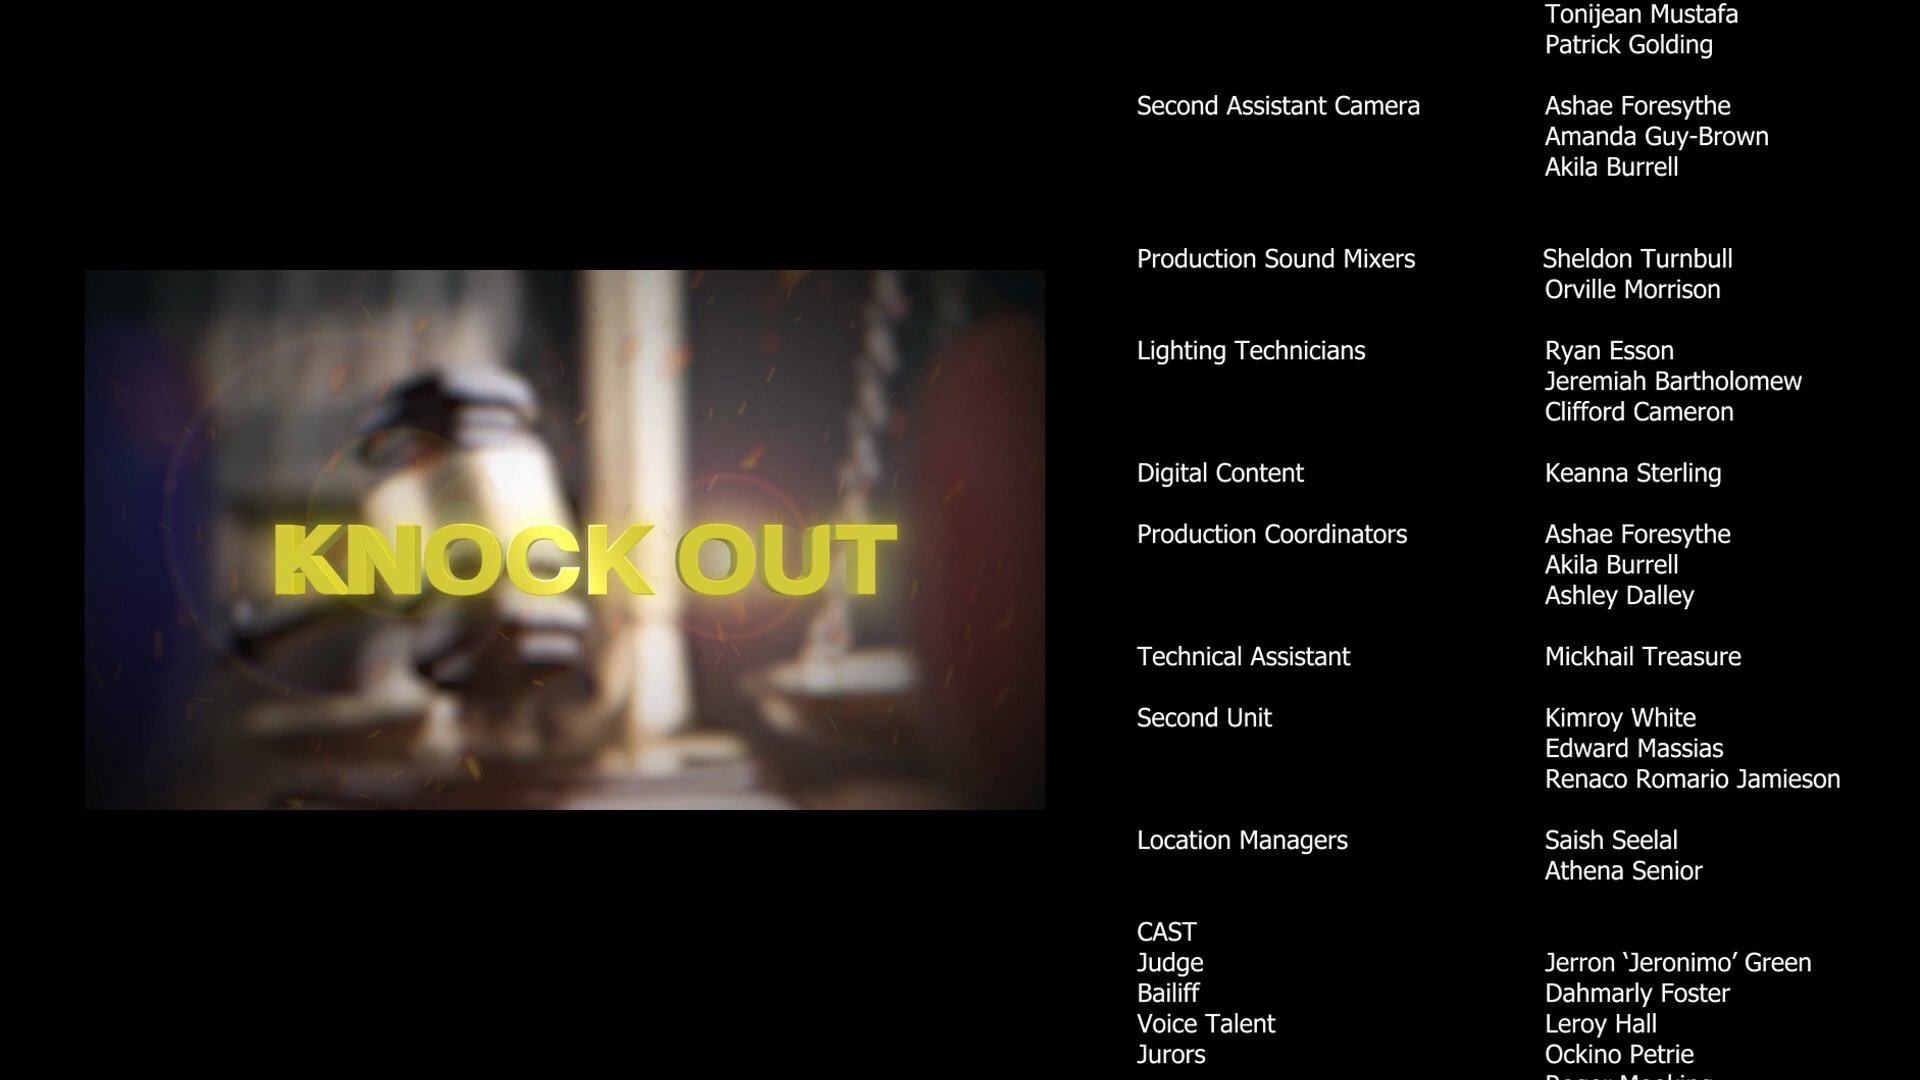 Tonijean Mustafa
Patrick Golding
Second Assistant Camera Ashae Foresythe
Amanda Guy-Brown
Akila Burrell
Production Sound Mixers Sheldon Turnbull
Orville Morrison
Lighting Technicians Ryan Esson
Jeremiah Bartholomew
Clifford Cameron
Digital Content Keanna Sterling
Production Coordinators Ashae Foresythe
Akila Burrell
Ashley Dalley
Technical Assistant Mickhail Treasure
Second Unit Kimroy White
Edward Massias
Renaco Romario Jamieson
Location Managers Saish Seelal
Athena Senior
CAST
Judge Jerron ‘Jeronimo’ Green
Bailiff Dahmarly Foster
Voice Talent Leroy Hall
Jurors Ockino Petrie
KNOCK OUT